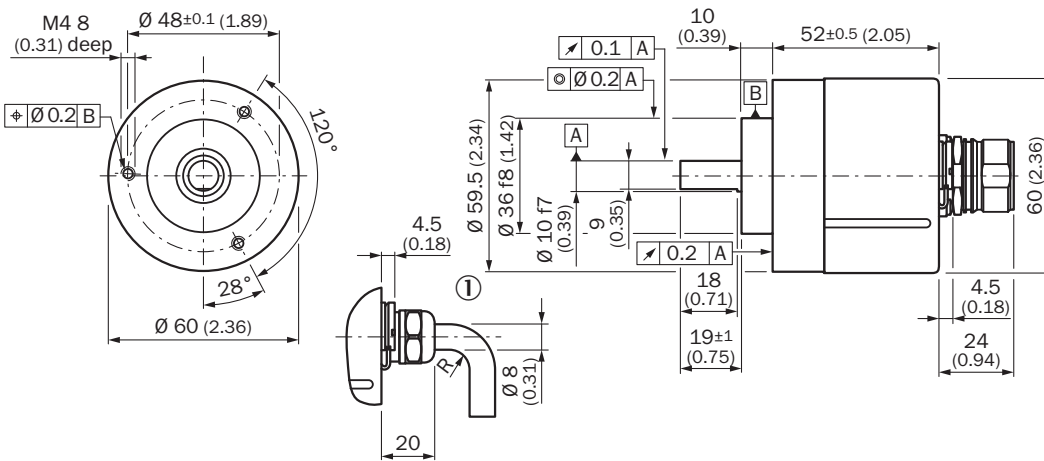 M4 8
(0.31) deep
Ø 48±0.1 (1.89)
⌖ Ø 0.2 B
120°
28°
Ø 60 (2.36)
4.5
(0.18)
①
R
Ø 8
(0.31)
20
10
(0.39)
52±0.5 (2.05)
↗ 0.1 A
◎ Ø 0.2 A
A
B
Ø 59.5 (2.34)
Ø 36 f8 (1.42)
Ø 10 f7
(0.39)
9
(0.35)
↗ 0.2 A
60 (2.36)
18
(0.71)
19±1
(0.75)
4.5
(0.18)
24
(0.94)